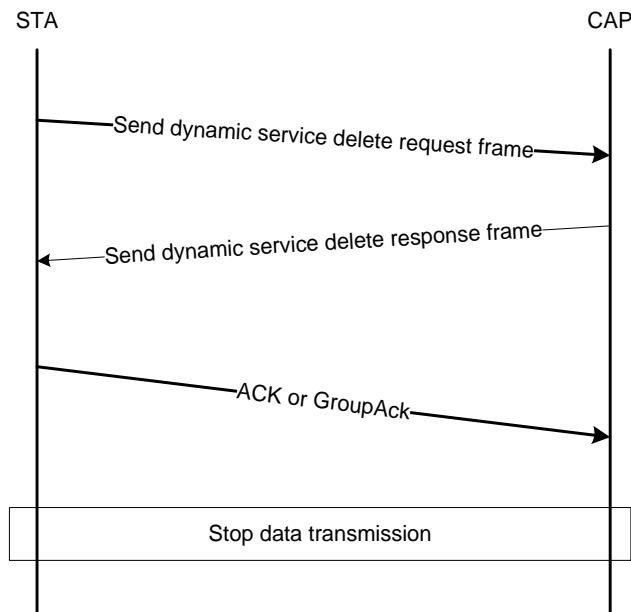 STA
CAP
Send dynamic service delete request frame
Send dynamic service delete response frame
ACK or GroupAck
Stop data transmission